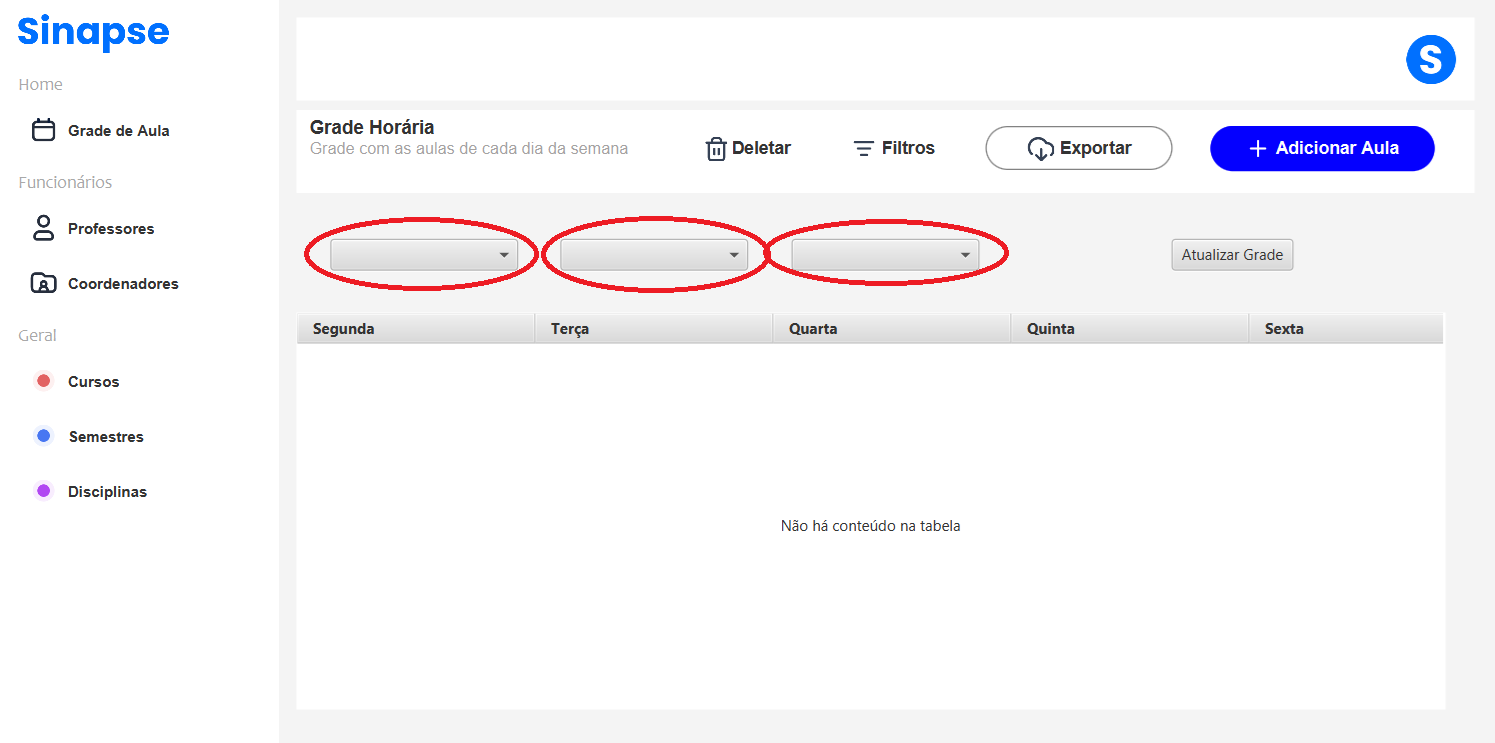 Sinapse
Home
Grade de Aula
Funcionários
Professores
Coordenadores
Geral
Cursos
Semestres
Disciplinas
S
Grade Horária
Grade com as aulas de cada dia da semana
Deletar
Filtros
Exportar
+ Adicionar Aula
Atualizar Grade
Segunda Terça Quarta Quinta Sexta
Não há conteúdo na tabela